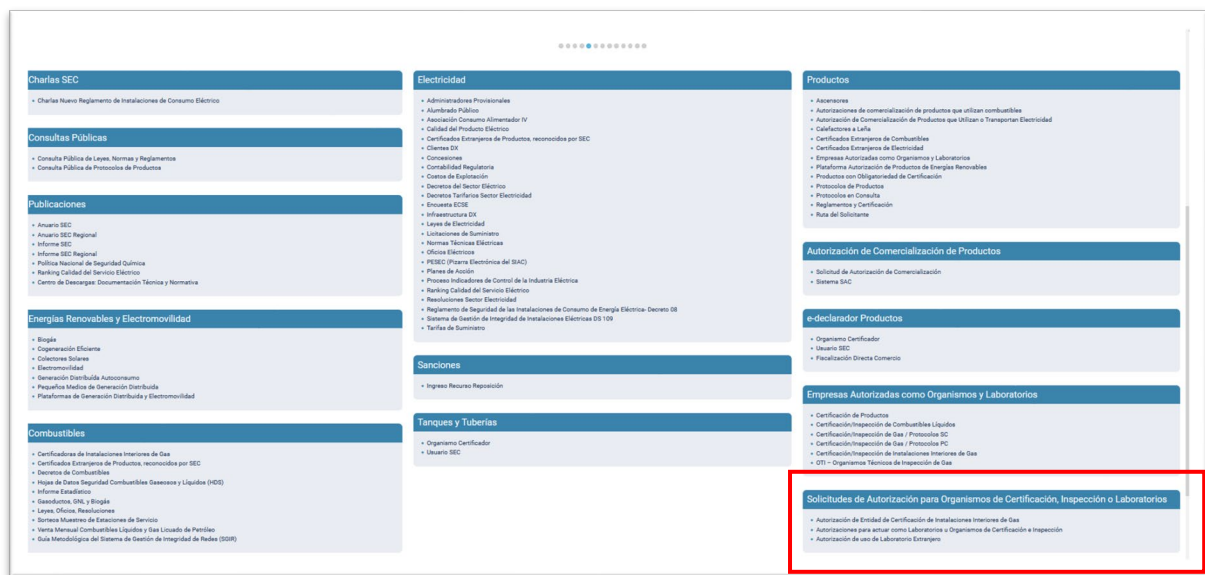 Charlas SEC
Charlas Nuevo Reglamento de Instalaciones de Consumo Eléctrico
Consultas Públicas
Consulta Pública de Leyes, Normas y Reglamentos
Consulta Pública de Protocolos de Productos
Publicaciones
Anuario SEC
Anuario SEC Regional
Informe SEC
Informe SEC Regional
Política Nacional de Seguridad Química
Ranking Calidad del Servicio Eléctrico
Centro de Descargas: Documentación Técnica y Normativa
Energías Renovables y Electromovilidad
Biogás
Cogeneración Eficiente
Colectores Solares
Electromovilidad
Generación Distribuída Autoconsumo
Pequeños Medios de Generación Distribuida
Plataformas de Generación Distribuida y Electromovilidad
Combustibles
Certificadoras de Instalaciones Interiores de Gas
Certificados Extranjeros de Productos, reconocidos por SEC
Decretos de Combustibles
Hojas de Datos Seguridad Combustibles Gaseosos y Líquidos (HDS)
Informe Estadístico
Gasoductos, GNL y Biogás
Leyes, Oficios, Resoluciones
Sorteos Muestreo de Estaciones de Servicio
Venta Mensual Combustibles Líquidos y Gas Licuado de Petróleo
Guía Metodológica del Sistema de Gestión de Integridad de Redes (SGIR)
Electricidad
Administradores Provisionales
Alumbrado Público
Asociación Consumo Alimentador IV
Calidad del Producto Eléctrico
Certificados Extranjeros de Productos, reconocidos por SEC
Clientes DX
Concesiones
Contabilidad Regulatoria
Costos de Explotación
Decretos del Sector Eléctrico
Decretos Tarifarios Sector Electricidad
Encuesta ECSE
Infraestructura DX
Leyes de Electricidad
Licitaciones de Suministro
Normas Técnicas Eléctricas
Oficios Eléctricos
PESEC (Pizarra Electrónica del SIAC)
Planes de Acción
Proceso Indicadores de Control de la Industria Eléctrica
Ranking Calidad del Servicio Eléctrico
Resoluciones Sector Electricidad
Reglamento de Seguridad de las Instalaciones de Consumo de Energía Eléctrica- Decreto 08
Sistema de Gestión de Integridad de Instalaciones Eléctricas DS 109
Tarifas de Suministro
Sanciones
Ingreso Recurso Reposición
Tanques y Tuberías
Organismo Certificador
Usuario SEC
Productos
Ascensores
Autorizaciones de comercialización de productos que utilizan combustibles
Autorización de Comercialización de Productos que Utilizan o Transportan Electricidad
Calefactores a Leña
Certificados Extranjeros de Combustibles
Certificados Extranjeros de Electricidad
Empresas Autorizadas como Organismos y Laboratorios
Plataforma Autorización de Productos de Energías Renovables
Productos con Obligatoriedad de Certificación
Protocolos de Productos
Protocolos en Consulta
Reglamentos y Certificación
Ruta del Solicitante
Autorización de Comercialización de Productos
Solicitud de Autorización de Comercialización
Sistema SAC
e-declarador Productos
Organismo Certificador
Usuario SEC
Fiscalización Directa Comercio
Empresas Autorizadas como Organismos y Laboratorios
Certificación de Productos
Certificación/Inspección de Combustibles Líquidos
Certificación/Inspección de Gas / Protocolos SC
Certificación/Inspección de Gas / Protocolos PC
Certificación/Inspección de Instalaciones Interiores de Gas
OTI – Organismos Técnicos de Inspección de Gas
Solicitudes de Autorización para Organismos de Certificación, Inspección o Laboratorios
Autorización de Entidad de Certificación de Instalaciones Interiores de Gas
Autorizaciones para actuar como Laboratorios u Organismos de Certificación e Inspección
Autorización de uso de Laboratorio Extranjero